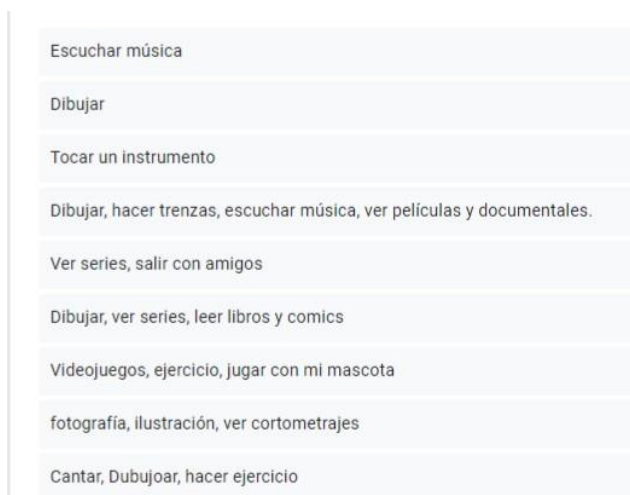 Escuchar música
Dibujar
Tocar un instrumento
Dibujar, hacer trenzas, escuchar música, ver películas y documentales.
Ver series, salir con amigos
Dibujar, ver series, leer libros y comics
Videojuegos, ejercicio, jugar con mi mascota
fotografía, ilustración, ver cortometrajes
Cantar, Dubujoar, hacer ejercicio